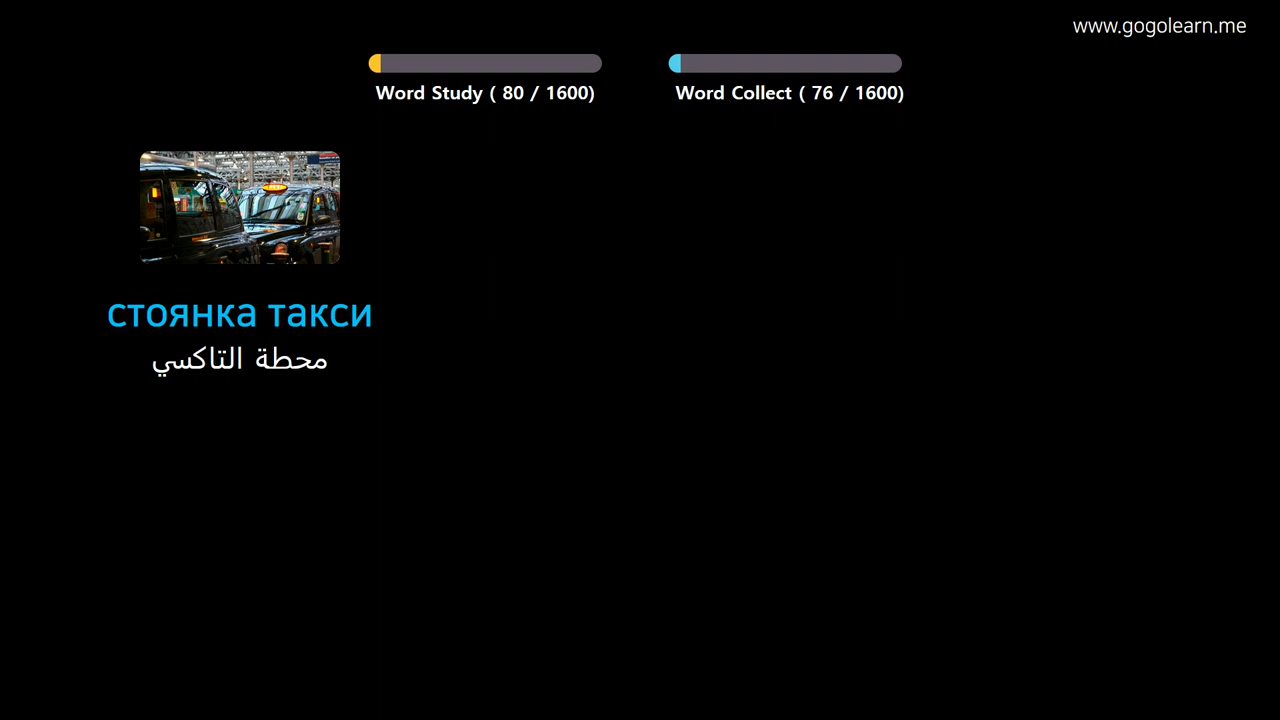 www.gogolearn.me
Word Study ( 80 / 1600)
Word Collect ( 76 / 1600)
стоянка такси
محطة التاكسي